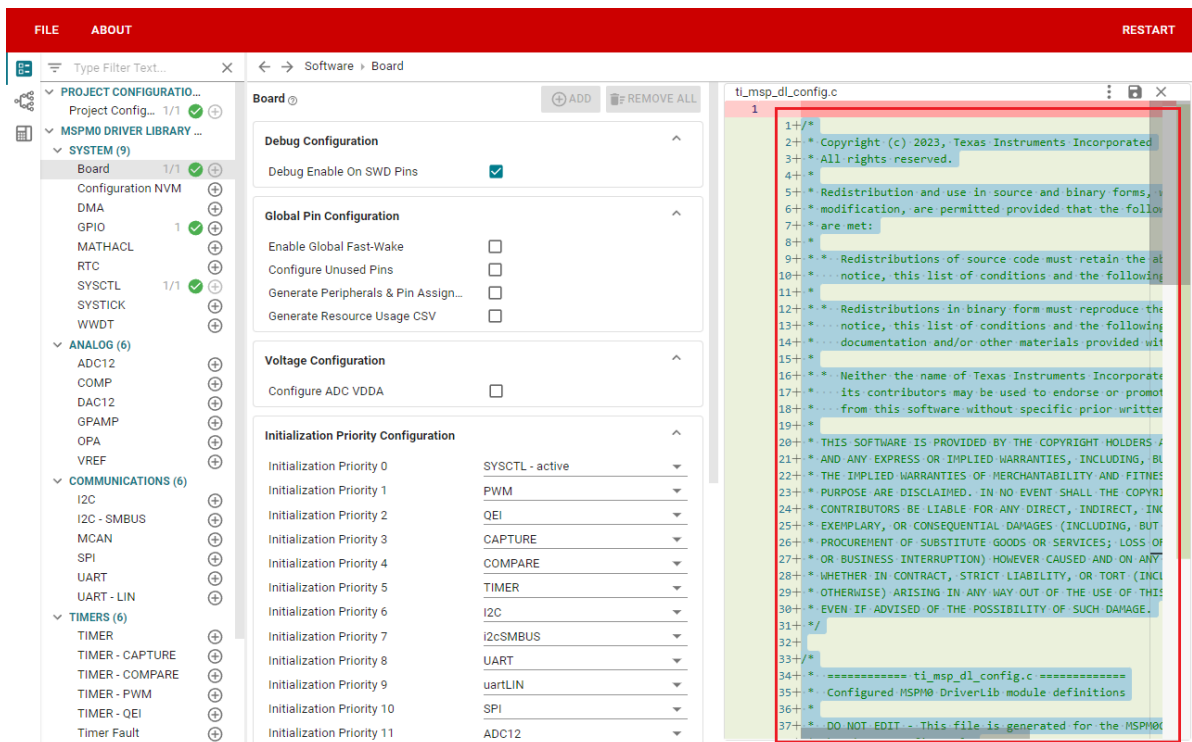 FILE ABOUT RESTART
Type Filter Text...
PROJECT CONFIGURATIO...
Project Config... 1/1
MSPM0 DRIVER LIBRARY ...
SYSTEM (9)
Board 1/1
Configuration NVM
DMA
GPIO 1
MATHACL
RTC
SYSCTL 1/1
SYSTICK
WWDT
ANALOG (6)
ADC12
COMP
DAC12
GPAMP
OPA
VREF
COMMUNICATIONS (6)
I2C
I2C - SMBUS
MCAN
SPI
UART
UART - LIN
TIMERS (6)
TIMER
TIMER - CAPTURE
TIMER - COMPARE
TIMER - PWM
TIMER - QEI
Timer Fault
Software Board
Board ADD REMOVE ALL
Debug Configuration
Debug Enable On SWD Pins
Global Pin Configuration
Enable Global Fast-Wake
Configure Unused Pins
Generate Peripherals & Pin Assign...
Generate Resource Usage CSV
Voltage Configuration
Configure ADC VDDA
Initialization Priority Configuration
Initialization Priority 0 SYSCTL - active
Initialization Priority 1 PWM
Initialization Priority 2 QEI
Initialization Priority 3 CAPTURE
Initialization Priority 4 COMPARE
Initialization Priority 5 TIMER
Initialization Priority 6 I2C
Initialization Priority 7 i2cSMBUS
Initialization Priority 8 UART
Initialization Priority 9 uartLIN
Initialization Priority 10 SPI
Initialization Priority 11 ADC12
ti_msp_dl_config.c
1
1+/*
2+ * Copyright (c) 2023, Texas Instruments Incorporated
3+ * All rights reserved.
4+ *
5+ * Redistribution and use in source and binary forms,
6+ * modification, are permitted provided that the follow
7+ * are met:
8+ *
9+ * * Redistributions of source code must retain the ab
10+ * notice, this list of conditions and the following
11+ *
12+ * * Redistributions in binary form must reproduce the
13+ * notice, this list of conditions and the following
14+ * documentation and/or other materials provided wit
15+ *
16+ * * Neither the name of Texas Instruments Incorporate
17+ * its contributors may be used to endorse or promot
18+ * from this software without specific prior written
19+ *
20+ * THIS SOFTWARE IS PROVIDED BY THE COPYRIGHT HOLDERS A
21+ * AND ANY EXPRESS OR IMPLIED WARRANTIES, INCLUDING, BU
22+ * THE IMPLIED WARRANTIES OF MERCHANTABILITY AND FITNES
23+ * PURPOSE ARE DISCLAIMED. IN NO EVENT SHALL THE COPYRI
24+ * CONTRIBUTORS BE LIABLE FOR ANY DIRECT, INDIRECT, INC
25+ * EXEMPLARY, OR CONSEQUENTIAL DAMAGES (INCLUDING, BUT
26+ * PROCUREMENT OF SUBSTITUTE GOODS OR SERVICES; LOSS OF
27+ * OR BUSINESS INTERRUPTION) HOWEVER CAUSED AND ON ANY
28+ * WHETHER IN CONTRACT, STRICT LIABILITY, OR TORT (INCL
29+ * OTHERWISE) ARISING IN ANY WAY OUT OF THE USE OF THIS
30+ * EVEN IF ADVISED OF THE POSSIBILITY OF SUCH DAMAGE.
31+ */
32+
33+/*
34+ * ============ ti_msp_dl_config.c =============
35+ * Configured MSPM0 DriverLib module definitions
36+ *
37+ * DO NOT EDIT - This file is generated for the MSPM0C